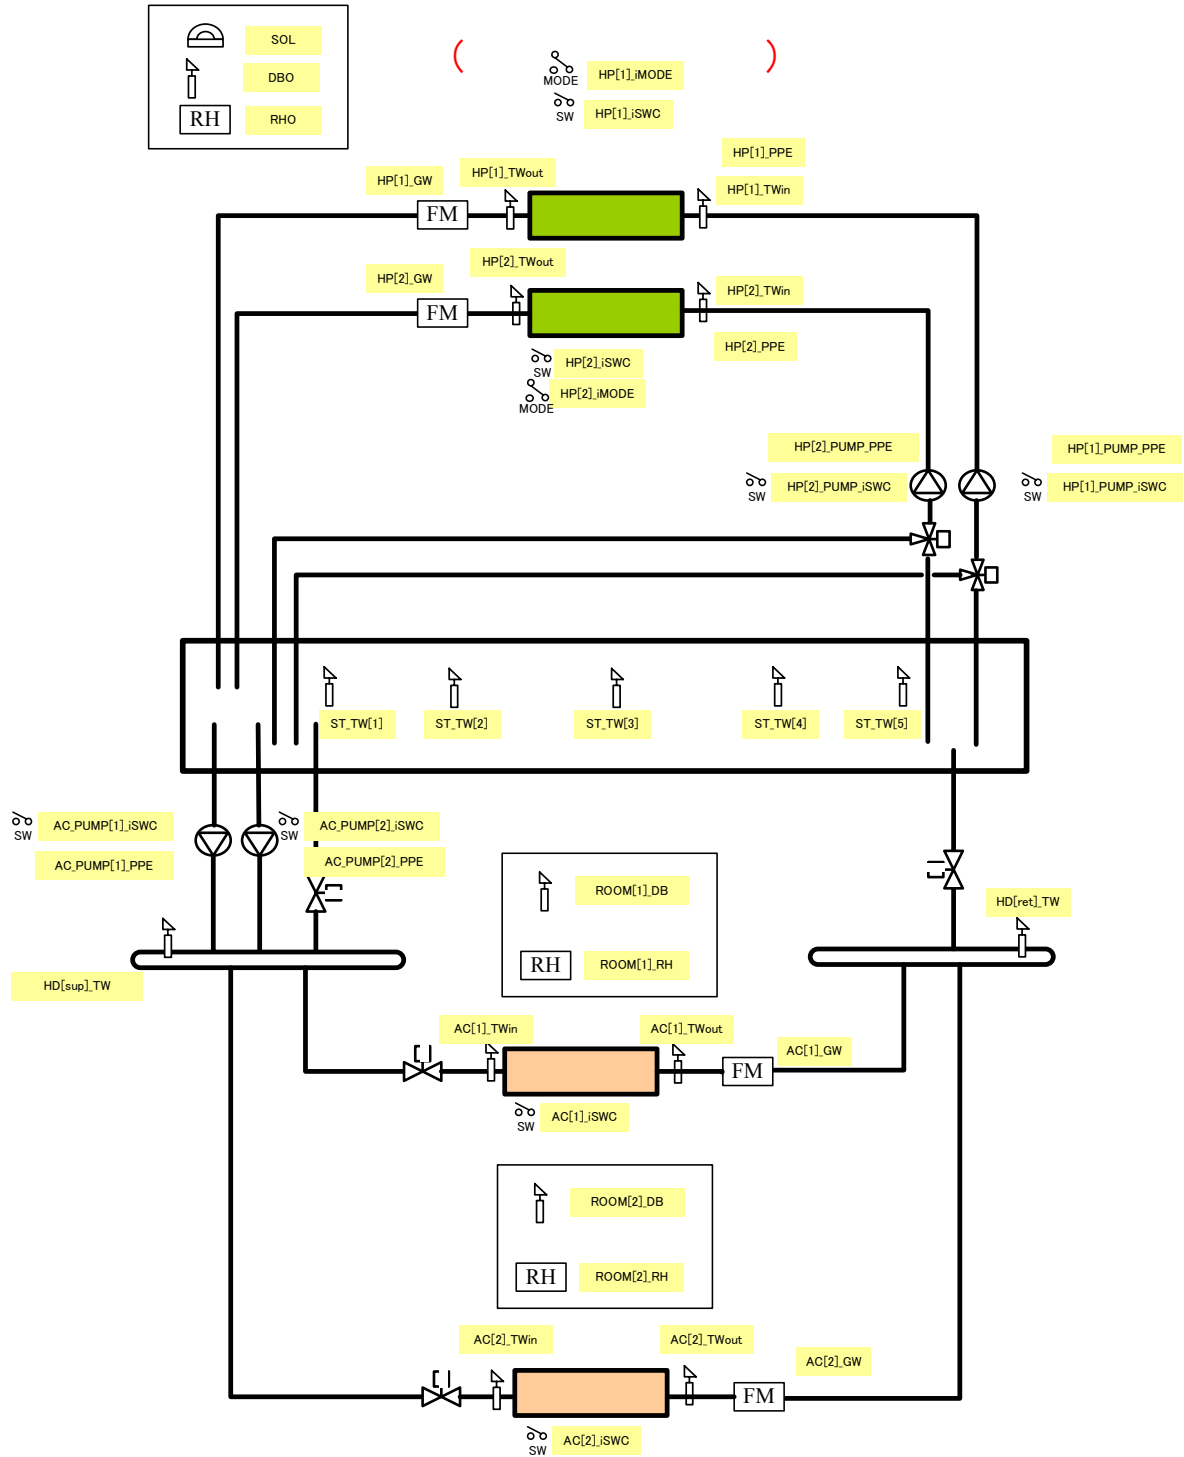 SOL
DBO
RH RHO
MODE HP[1]_iMODE
SW HP[1]_iSWC
HP[1]_PPE
HP[1]_GW HP[1]_TWout HP[1]_TWin
FM
HP[2]_GW HP[2]_TWout HP[2]_TWin
FM
HP[2]_PPE
SW HP[2]_iSWC
MODE HP[2]_iMODE
HP[2]_PUMP_PPE HP[1]_PUMP_PPE
SW HP[2]_PUMP_iSWC SW HP[1]_PUMP_iSWC
ST_TW[1] ST_TW[2] ST_TW[3] ST_TW[4] ST_TW[5]
SW AC_PUMP[1]_iSWC SW AC_PUMP[2]_iSWC
AC_PUMP[1]_PPE AC_PUMP[2]_PPE
ROOM[1]_DB
HD[ret]_TW
RH ROOM[1]_RH
HD[sup]_TW
AC[1]_TWin AC[1]_TWout AC[1]_GW
FM
SW AC[1]_iSWC
ROOM[2]_DB
RH ROOM[2]_RH
AC[2]_TWin AC[2]_TWout AC[2]_GW
FM
SW AC[2]_iSWC